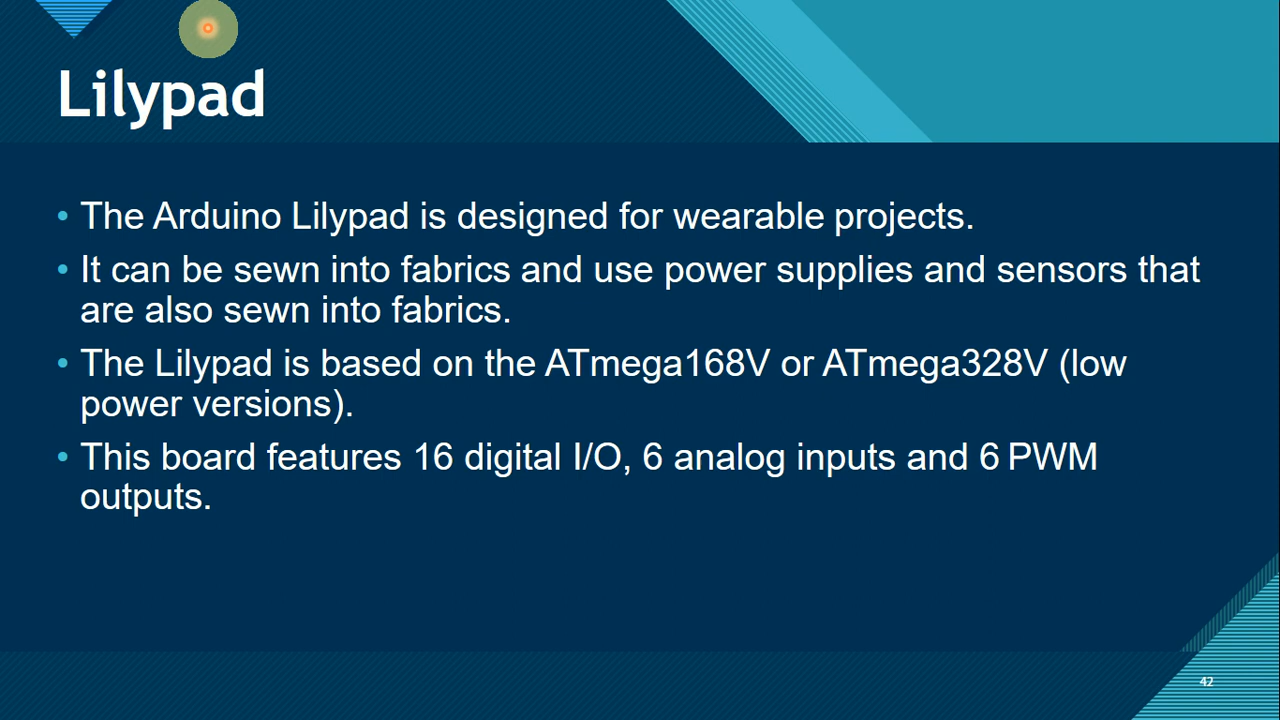 Lilypad
• The Arduino Lilypad is designed for wearable projects.
• It can be sewn into fabrics and use power supplies and sensors that
are also sewn into fabrics.
• The Lilypad is based on the ATmega168V or ATmega328V (low
power versions).
• This board features 16 digital I/O, 6 analog inputs and 6 PWM
outputs.
42